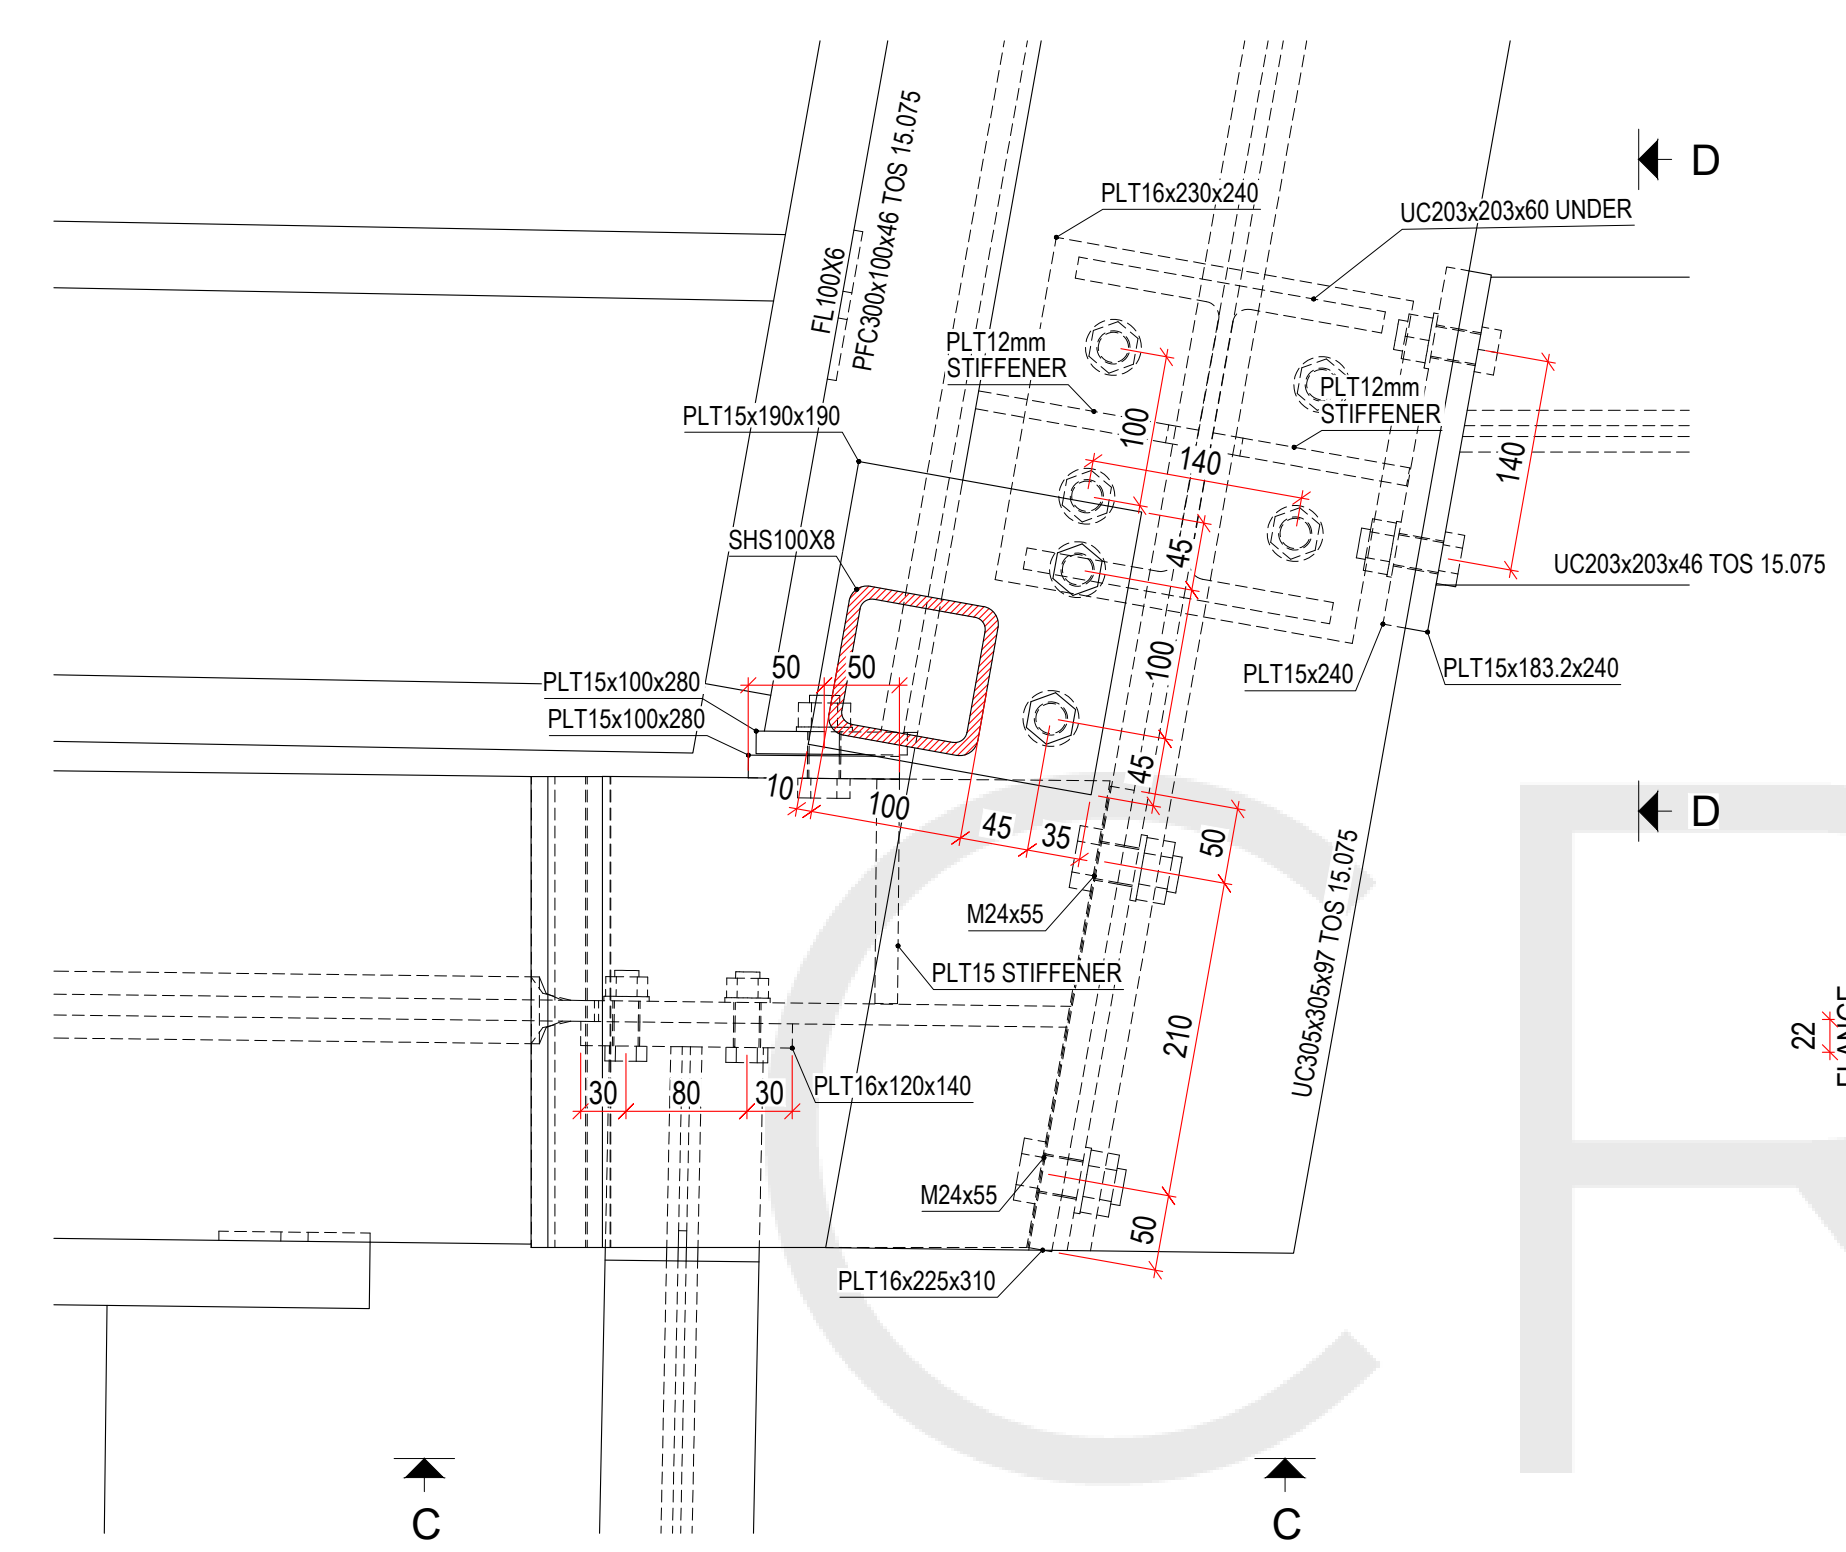 D
PLT16x230x240
UC203x203x60 UNDER
FL100X6
PFC300x100x46 TOS 15.075
PLT12mm
STIFFENER
PLT12mm
STIFFENER
PLT15x190x190
100
140
140
SHS100X8
45
UC203x203x46 TOS 15.075
100
50
50
PLT15x100x280
PLT15x240
PLT15x183.2x240
PLT15x100x280
10
100
45
35
45
50
D
M24x55
PLT15 STIFFENER
UC305x305x97 TOS 15.075
210
22
FLANGE
30
80
30
PLT16x120x140
M24x55
50
PLT16x225x310
C
C
CR